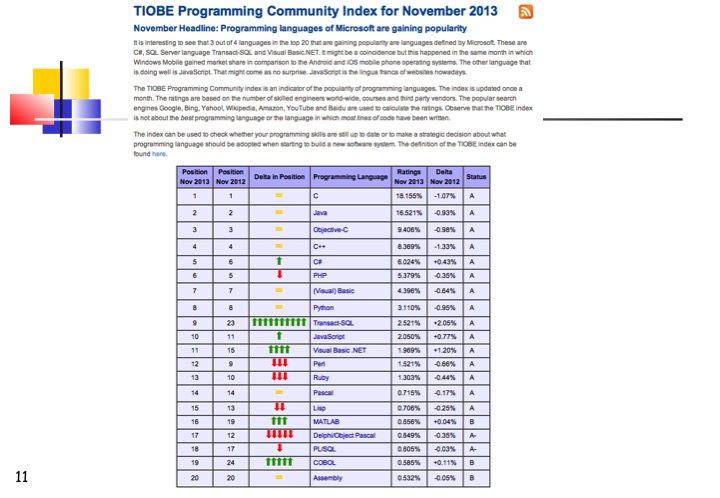 TIOBE Programming Community Index for November 2013
November Headline: Programming languages of Microsoft are gaining popularity
It is interesting to see that 3 out of 4 languages in the top 20 that are gaining popularity are languages defined by Microsoft. These are
C#, SQL Server language Transact-SQL and Visual Basic.NET. It might be a coincidence but this happened in the same month in which
Windows Mobile gained market share in comparison to the Android and iOS mobile phone operating systems. The other language that
is doing well is JavaScript. That might come as no surprise. JavaScript is the lingua franca of websites nowadays.
The TIOBE Programming Community index is an indicator of the popularity of programming languages. The index is updated once a
month. The ratings are based on the number of skilled engineers world-wide, courses and third party vendors. The popular search
engines Google, Bing, Yahoo!, Wikipedia, Amazon, YouTube and Baidu are used to calculate the ratings. Observe that the TIOBE index
is not about the best programming language or the language in which most lines of code have been written.
The index can be used to check whether your programming skills are still up to date or to make a strategic decision about what
programming language should be adopted when starting to build a new software system. The definition of the TIOBE index can be
found here.
Position Nov 2013 Position Nov 2012 Delta in Position Programming Language Ratings Nov 2013 Delta Nov 2012 Status
1 1 = C 18.155% -1.07% A
2 2 = Java 16.521% -0.93% A
3 3 = Objective-C 9.406% -0.98% A
4 4 = C++ 8.369% -1.33% A
5 6 C# 6.024% +0.43% A
6 5 PHP 5.379% -0.35% A
7 7 = (Visual) Basic 4.396% -0.64% A
8 8 = Python 3.110% -0.95% A
9 23 Transact-SQL 2.521% +2.05% A
10 11 JavaScript 2.050% +0.77% A
11 15 Visual Basic .NET 1.969% +1.20% A
12 9 Perl 1.521% -0.66% A
13 10 Ruby 1.303% -0.44% A
14 14 = Pascal 0.715% -0.17% A
15 13 Lisp 0.706% -0.25% A
16 19 MATLAB 0.656% +0.04% B
17 12 Delphi/Object Pascal 0.649% -0.35% A-
18 17 PL/SQL 0.605% -0.03% A-
19 24 COBOL 0.585% +0.11% B
20 20 = Assembly 0.532% -0.05% B
11